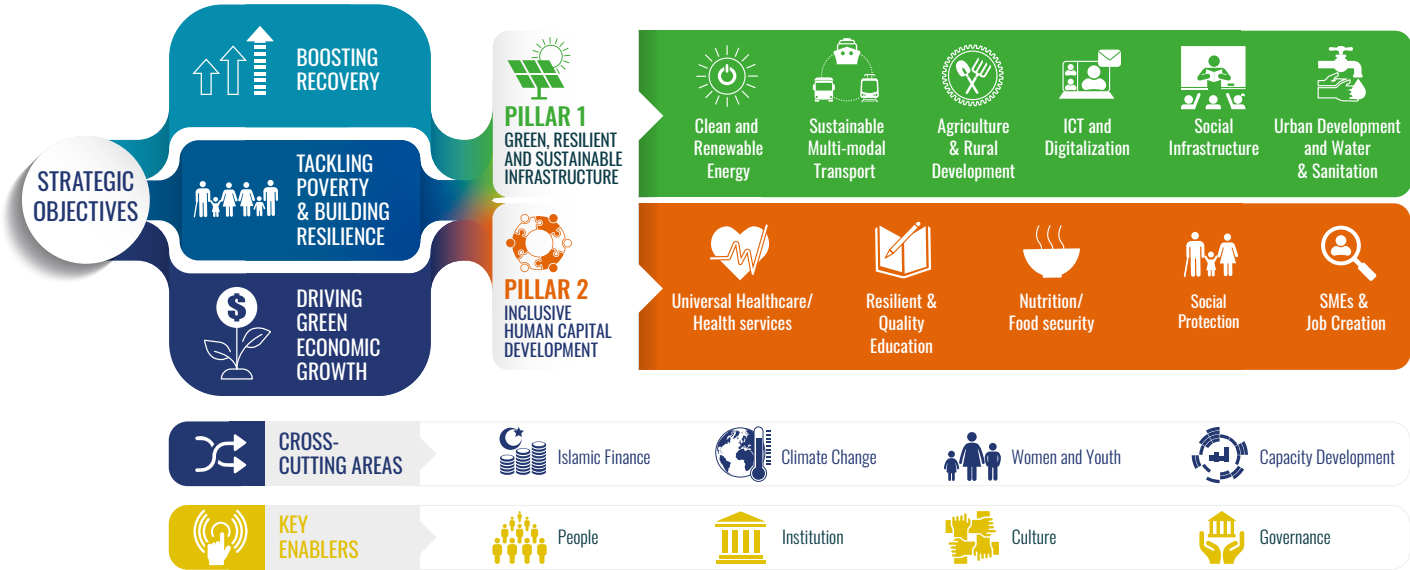 STRATEGIC
OBJECTIVES
BOOSTING
RECOVERY
TACKLING
POVERTY
& BUILDING
RESILIENCE
$
DRIVING
GREEN
ECONOMIC
GROWTH
PILLAR 1
GREEN, RESILIENT
AND SUSTAINABLE
INFRASTRUCTURE
Clean and
Renewable
Energy
Sustainable
Multi-modal
Transport
Agriculture
& Rural
Development
ICT and
Digitalization
Social
Infrastructure
Urban Development
and Water
& Sanitation
PILLAR 2
INCLUSIVE
HUMAN CAPITAL
DEVELOPMENT
Universal Healthcare/
Health services
Resilient &
Quality
Education
Nutrition/
Food security
Social
Protection
SMEs &
Job Creation
CROSS-
CUTTING AREAS
Islamic Finance
Climate Change
Women and Youth
Capacity Development
KEY
ENABLERS
People
Institution
Culture
Governance